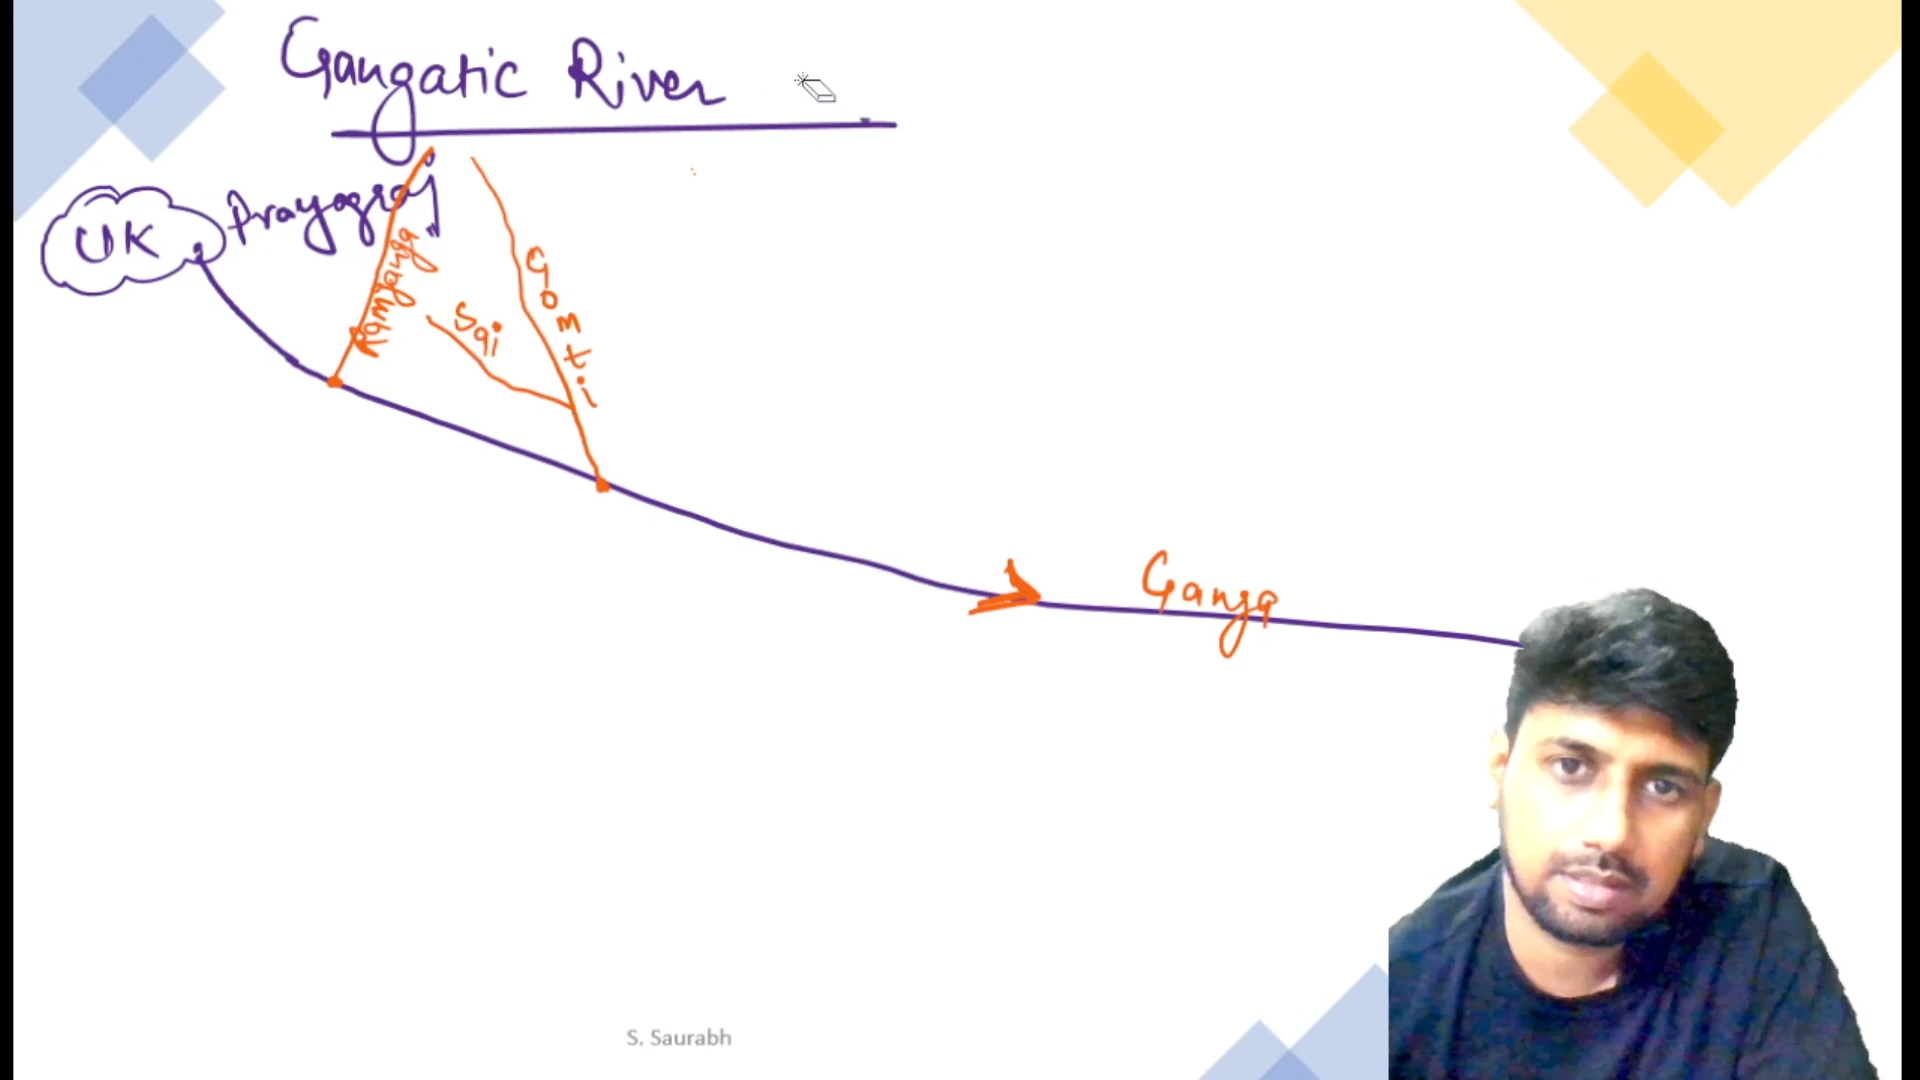 Gangatic River
UK Prayagraj
Ramganga
Sai
Gomti
Ganga
S. Saurabh